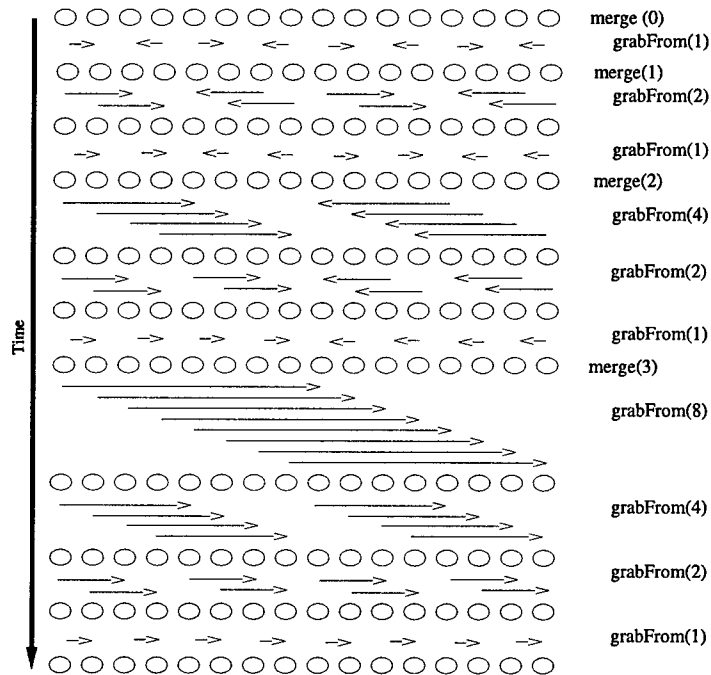 merge (0)
grabFrom(1)
merge(1)
grabFrom(2)
grabFrom(1)
merge(2)
grabFrom(4)
grabFrom(2)
grabFrom(1)
merge(3)
grabFrom(8)
grabFrom(4)
grabFrom(2)
grabFrom(1)
Time